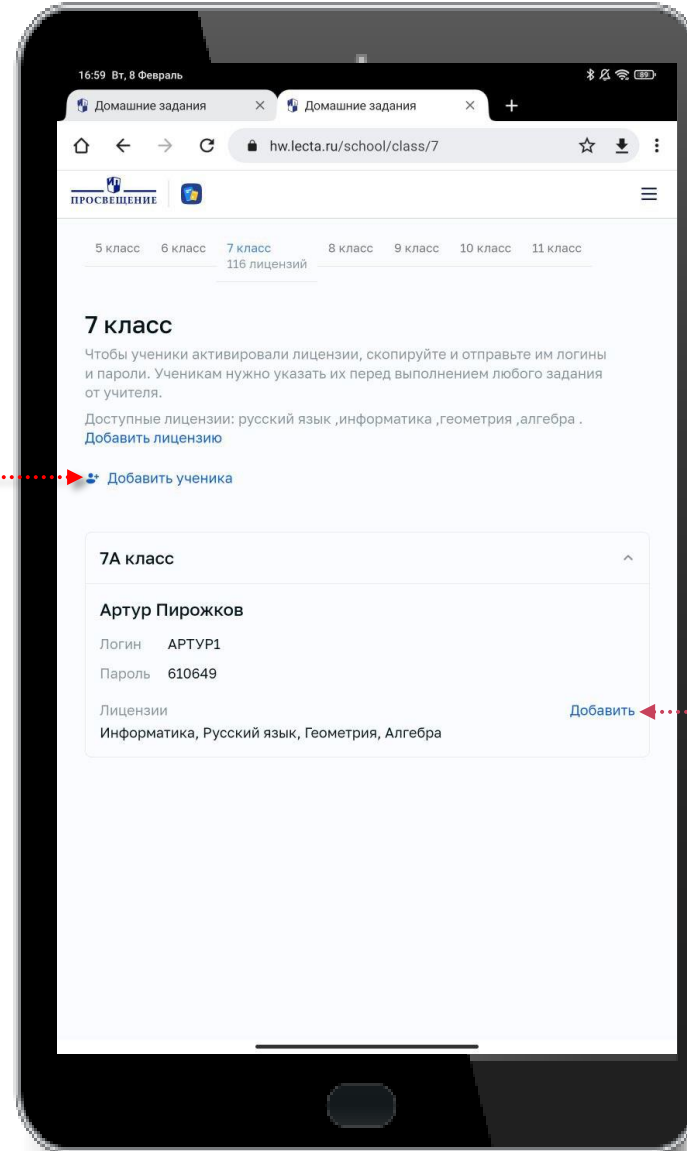 16:59 Вт, 8 Февраль
89
Домашние задания
Домашние задания
hw.lecta.ru/school/class/7
ПРОСВЕЩЕНИЕ
5 класс 6 класс 7 класс 8 класс 9 класс 10 класс 11 класс
116 лицензий
7 класс
Чтобы ученики активировали лицензии, скопируйте и отправьте им логины
и пароли. Ученикам нужно указать их перед выполнением любого задания
от учителя.
Доступные лицензии: русский язык ,информатика ,геометрия ,алгебра .
Добавить лицензию
Добавить ученика
7А класс
Артур Пирожков
Логин АРТУР1
Пароль 610649
Лицензии Добавить
Информатика, Русский язык, Геометрия, Алгебра